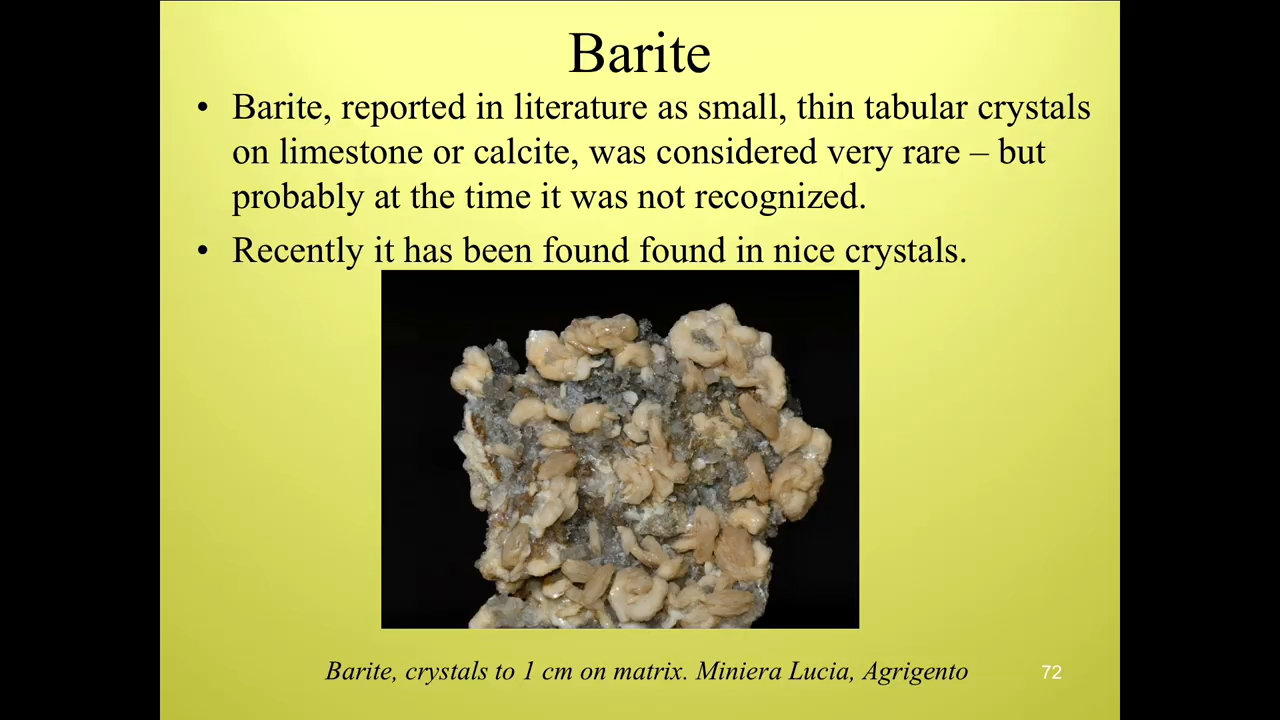 Barite
• Barite, reported in literature as small, thin tabular crystals
on limestone or calcite, was considered very rare – but
probably at the time it was not recognized.
• Recently it has been found found in nice crystals.
Barite, crystals to 1 cm on matrix. Miniera Lucia, Agrigento
72